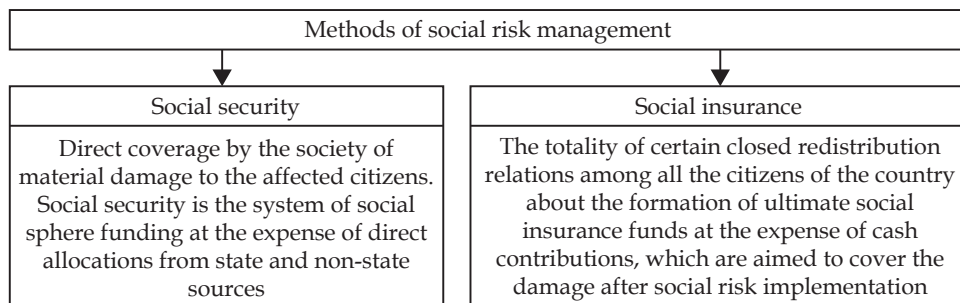 Methods of social risk management
Social security
Direct coverage by the society of
material damage to the affected citizens.
Social security is the system of social
sphere funding at the expense of direct
allocations from state and non-state
sources
Social insurance
The totality of certain closed redistribution
relations among all the citizens of the country
about the formation of ultimate social
insurance funds at the expense of cash
contributions, which are aimed to cover the
damage after social risk implementation